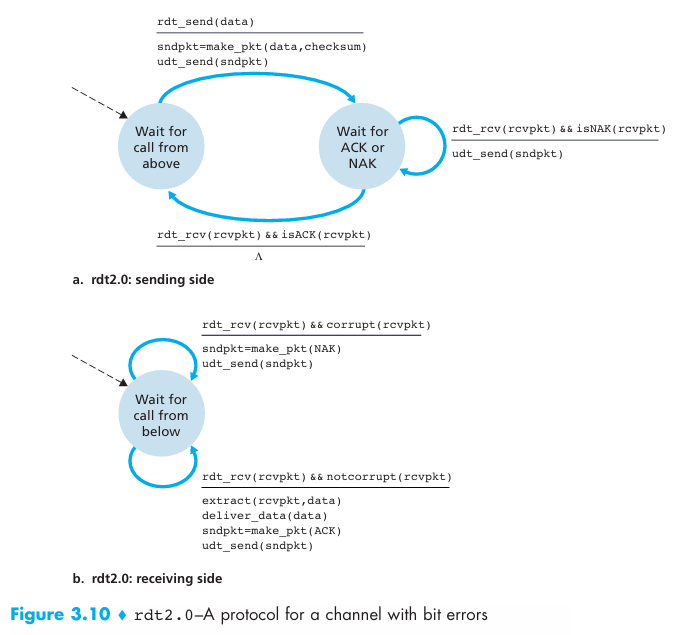 rdt_send(data)
sndpkt=make_pkt(data,checksum)
udt_send(sndpkt)
Wait for
call from
above
Wait for
ACK or
NAK
rdt_rcv(rcvpkt) && isNAK(rcvpkt)
udt_send(sndpkt)
rdt_rcv(rcvpkt) && isACK(rcvpkt)
Λ
a. rdt2.0: sending side
rdt_rcv(rcvpkt) && corrupt(rcvpkt)
sndpkt=make_pkt(NAK)
udt_send(sndpkt)
Wait for
call from
below
rdt_rcv(rcvpkt) && notcorrupt(rcvpkt)
extract(rcvpkt,data)
deliver_data(data)
sndpkt=make_pkt(ACK)
udt_send(sndpkt)
b. rdt2.0: receiving side
Figure 3.10 ♦ rdt2.0–A protocol for a channel with bit errors